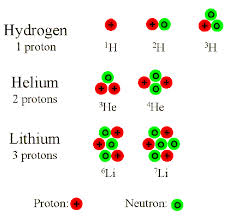 Hydrogen
1 proton
¹H ²H ³H
Helium
2 protons
³He ⁴He
Lithium
3 protons
⁶Li ⁷Li
Proton: + Neutron: O